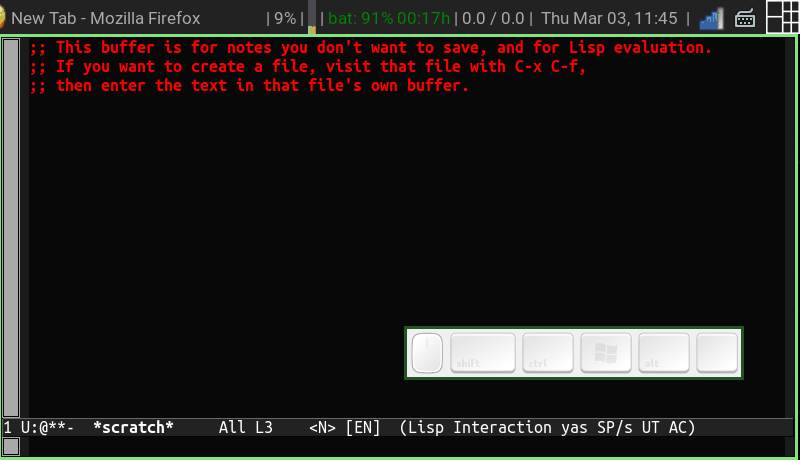 New Tab - Mozilla Firefox | 9% | | bat: 91% 00:17h | 0.0 / 0.0 | Thu Mar 03, 11:45 |
;; This buffer is for notes you don't want to save, and for Lisp evaluation.
;; If you want to create a file, visit that file with C-x C-f,
;; then enter the text in that file's own buffer.
shift ctrl alt
1 U:@**- *scratch* All L3 <N> [EN] (Lisp Interaction yas SP/s UT AC)